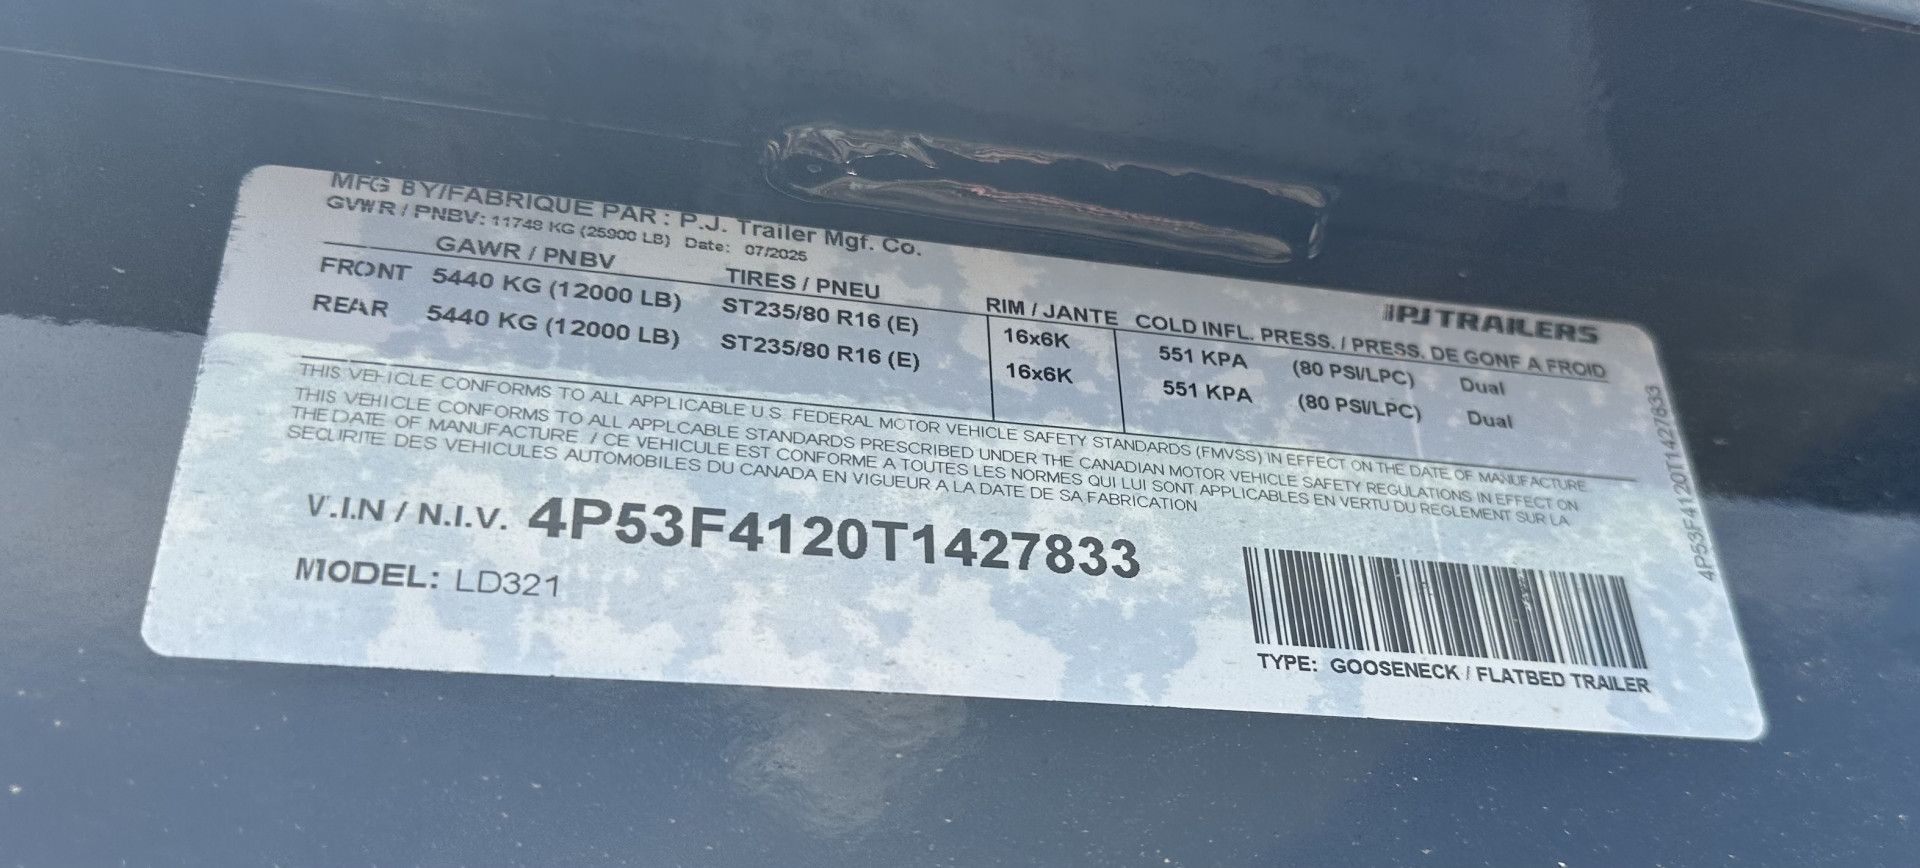 MFG BY/FABRIQUE PAR : P.J. Trailer Mfg. Co.
GVWR / PNBV: 11748 KG (25900 LB) Date: 07/2025
PJ TRAILERS
GAWR / PNBV TIRES / PNEU RIM / JANTE COLD INFL. PRESS. / PRESS. DE GONF A FROID
FRONT 5440 KG (12000 LB) ST235/80 R16 (E) 16x6K 551 KPA (80 PSI/LPC) Dual
REAR 5440 KG (12000 LB) ST235/80 R16 (E) 16x6K 551 KPA (80 PSI/LPC) Dual
THIS VEHICLE CONFORMS TO ALL APPLICABLE U.S. FEDERAL MOTOR VEHICLE SAFETY STANDARDS (FMVSS) IN EFFECT ON THE DATE OF MANUFACTURE
THIS VEHICLE CONFORMS TO ALL APPLCABLE STANDARDS PRESCRIBED UNDER THE CANADIAN MOTOR VEHICLE SAFETY REGULATIONS IN EFFECT ON
THE DATE OF MANUFACTURE / CE VEHICULE EST CONFORME A TOUTES LES NORMES QUI LUI SONT APPLICABLES EN VERTU DU REGLEMENT SUR LA
SECURITE DES VEHICULES AUTOMOBILES DU CANADA EN VIGUEUR A LA DATE DE SA FABRICATION
V.I.N / N.I.V. 4P53F4120T1427833
MODEL: LD321
TYPE: GOOSENECK / FLATBED TRAILER
4P53F4120T1427833